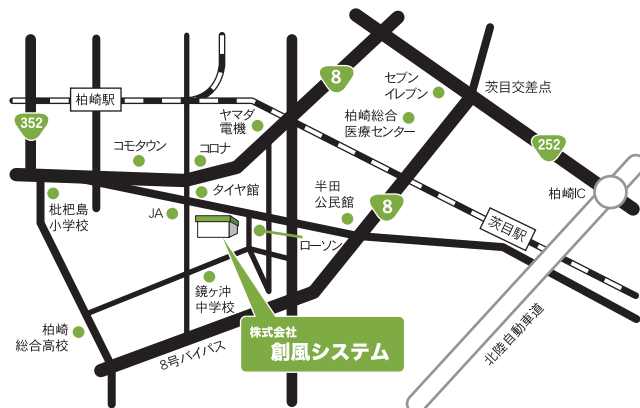 8
セブン
イレブン
茨目交差点
柏崎駅
352
ヤマダ
電機
柏崎総合
医療センター
252
コモタウン
コロナ
タイヤ館
半田
公民館
柏崎IC
枇杷島
小学校
JA
8
茨目駅
ローソン
鏡ヶ沖
中学校
柏崎
総合高校
8号バイパス
株式会社
創風システム
北陸自動車道